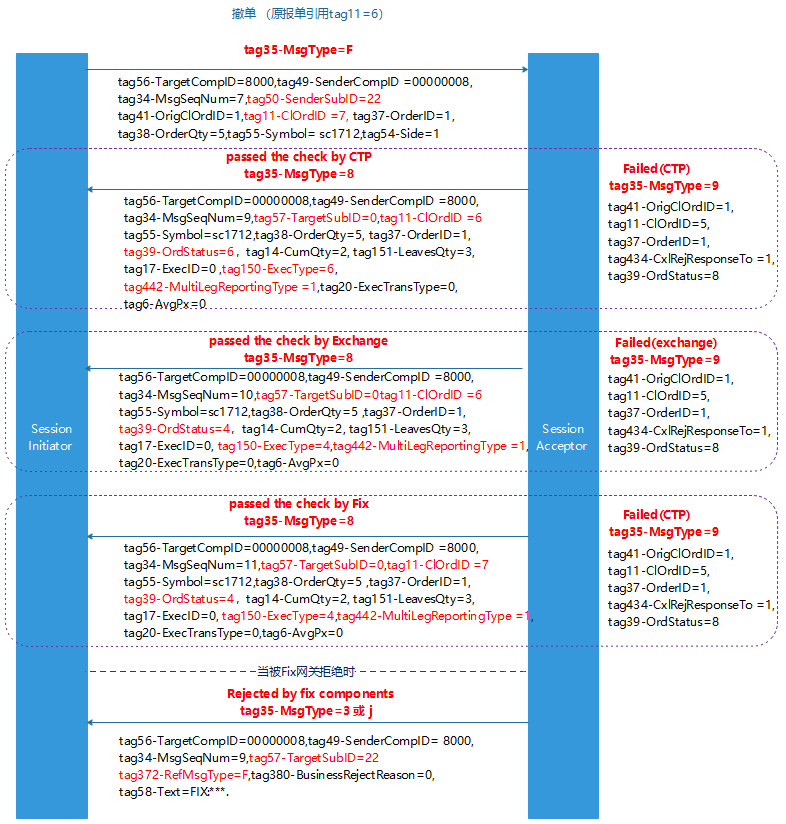 撤单 （原报单引用tag11=6）
tag35-MsgType=F
tag56-TargetCompID=8000,tag49-SenderCompID =00000008,
tag34-MsgSeqNum=7,tag50-SenderSubID=22
tag41-OrigClOrdID=1,tag11-ClOrdID =7, tag37-OrderID=1,
tag38-OrderQty=5,tag55-Symbol= sc1712,tag54-Side=1
passed the check by CTP
tag35-MsgType=8
tag56-TargetCompID=00000008,tag49-SenderCompID =8000,
tag34-MsgSeqNum=9,tag57-TargetSubID=0,tag11-ClOrdID =6
tag55-Symbol=sc1712,tag38-OrderQty=5, tag37-OrderID=1,
tag39-OrdStatus=6，tag14-CumQty=2, tag151-LeavesQty=3,
tag17-ExecID=0 ,tag150-ExecType=6,
tag442-MultiLegReportingType =1,tag20-ExecTransType=0,
tag6-AvgPx=0
Failed(CTP)
tag35-MsgType=9
tag41-OrigClOrdID=1,
tag11-ClOrdID=5,
tag37-OrderID=1,
tag434-CxlRejResponseTo =1,
tag39-OrdStatus=8
passed the check by Exchange
tag35-MsgType=8
tag56-TargetCompID=00000008,tag49-SenderCompID =8000,
tag34-MsgSeqNum=10,tag57-TargetSubID=0tag11-ClOrdID =6
tag55-Symbol=sc1712,tag38-OrderQty=5 ,tag37-OrderID=1,
tag39-OrdStatus=4，tag14-CumQty=2, tag151-LeavesQty=3,
tag17-ExecID=0, tag150-ExecType=4,tag442-MultiLegReportingType =1,
tag20-ExecTransType=0,tag6-AvgPx=0
Failed(exchange)
tag35-MsgType=9
tag41-OrigClOrdID=1,
tag11-ClOrdID=5,
tag37-OrderID=1,
tag434-CxlRejResponseTo=1,
tag39-OrdStatus=8
Session
Initiator
Session
Acceptor
passed the check by Fix
tag35-MsgType=8
tag56-TargetCompID=00000008,tag49-SenderCompID =8000,
tag34-MsgSeqNum=11,tag57-TargetSubID=0,tag11-ClOrdID =7
tag55-Symbol=sc1712,tag38-OrderQty=5 ,tag37-OrderID=1,
tag39-OrdStatus=4，tag14-CumQty=2, tag151-LeavesQty=3,
tag17-ExecID=0, tag150-ExecType=4,tag442-MultiLegReportingType =1,
tag20-ExecTransType=0,tag6-AvgPx=0
Failed(CTP)
tag35-MsgType=9
tag41-OrigClOrdID=1,
tag11-ClOrdID=5,
tag37-OrderID=1,
tag434-CxlRejResponseTo =1,
tag39-OrdStatus=8
当被Fix网关拒绝时
Rejected by fix components
tag35-MsgType=3 或 j
tag56-TargetCompID=00000008,tag49-SenderCompID= 8000,
tag34-MsgSeqNum=9,tag57-TargetSubID=22
tag372-RefMsgType=F,tag380-BusinessRejectReason=0,
tag58-Text=FIX:***.